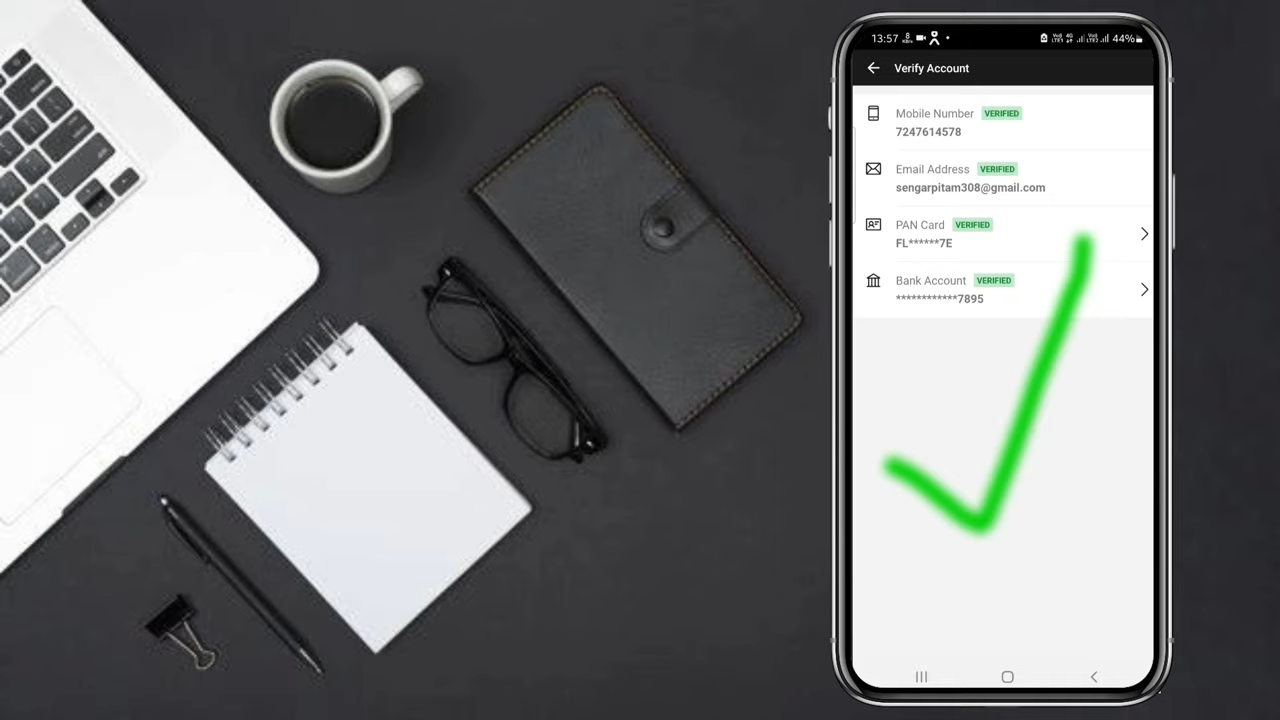 13:57 44%
Verify Account
Mobile Number VERIFIED
7247614578
Email Address VERIFIED
sengarpitam308@gmail.com
PAN Card VERIFIED
FL******7E
Bank Account VERIFIED
************7895